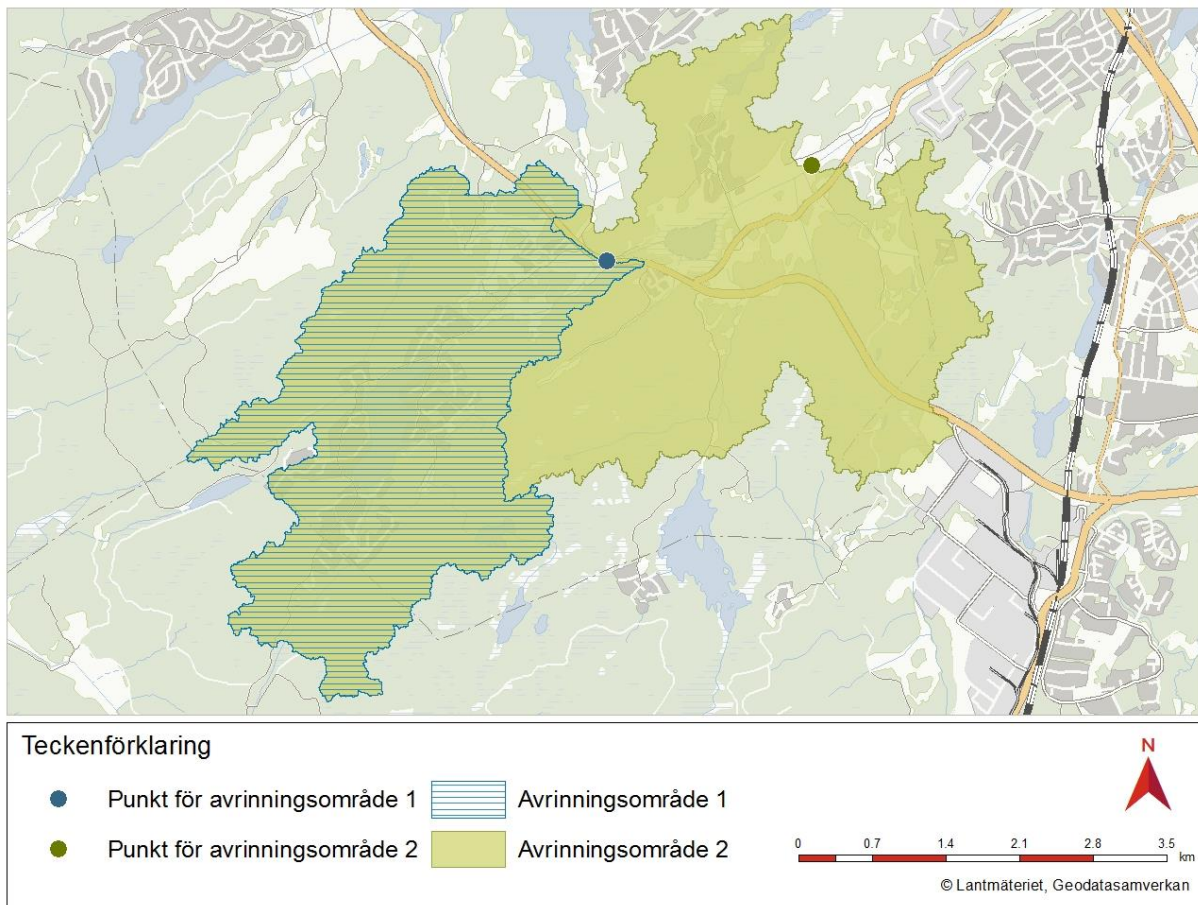 Teckenförklaring
Punkt för avrinningsområde 1
Avrinningsområde 1
Punkt för avrinningsområde 2
Avrinningsområde 2
N
0 0.7 1.4 2.1 2.8 3.5
km
© Lantmäteriet, Geodatasamverkan